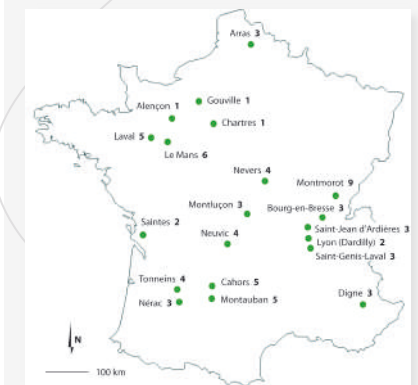 Arras 3
Gouville 1
Alençon 1
Chartres 1
Laval 5
Le Mans 6
Nevers 4
Montmorot 9
Montluçon 3
Bourg-en-Bresse 3
Saintes 2
Saint-Jean d'Ardières 3
Neuvic 4
Lyon (Dardilly) 2
Saint-Genis-Laval 3
Tonneins 4
Cahors 5
Nérac 3
Montauban 5
Digne 3
N
100 km